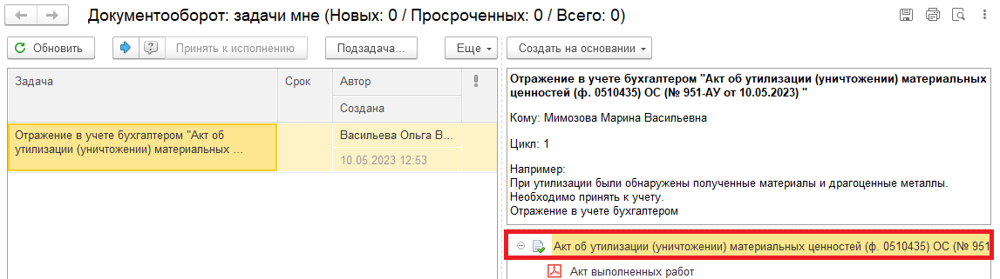 Документооборот: задачи мне (Новых: 0 / Просроченных: 0 / Всего: 0)
Обновить
Принять к исполнению
Подзадача...
Еще
Создать на основании
Задача
Срок
Автор
Создана
Отражение в учете бухгалтером "Акт об
утилизации (уничтожении) материальных ...
Васильева Ольга В...
10.05.2023 12:53
Отражение в учете бухгалтером "Акт об утилизации (уничтожении) материальных
ценностей (ф. 0510435) ОС (№ 951-АУ от 10.05.2023) "
Кому: Мимозова Марина Васильевна
Цикл: 1
Например:
При утилизации были обнаружены полученные материалы и драгоценные металлы.
Необходимо принять к учету.
Отражение в учете бухгалтером
Акт об утилизации (уничтожении) материальных ценностей (ф. 0510435) ОС (№ 951
Акт выполненных работ